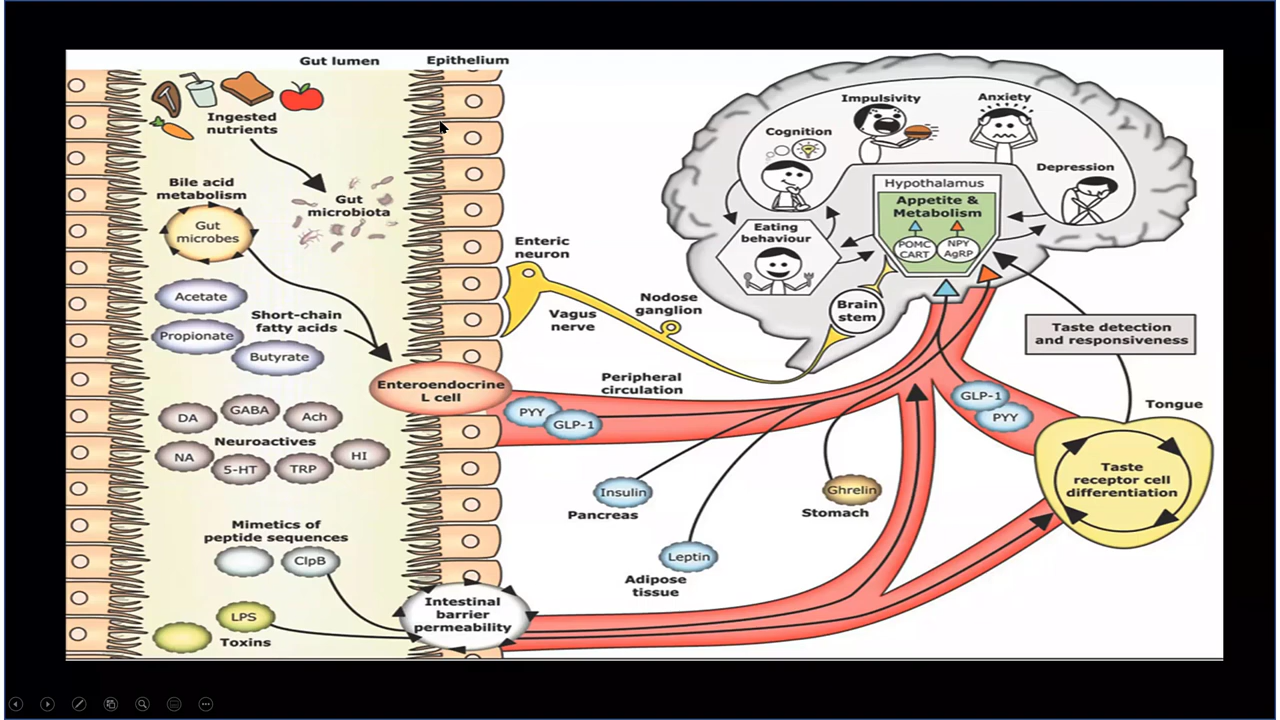 Gut lumen
Epithelium
Ingested
nutrients
Bile acid
metabolism
Gut
microbes
Gut
microbiota
Acetate
Propionate
Butyrate
Short-chain
fatty acids
Enteroendocrine
L cell
DA
GABA
Ach
Neuroactives
NA
5-HT
TRP
HI
Mimetics of
peptide sequences
ClpB
LPS
Toxins
Intestinal
barrier
permeability
Enteric
neuron
Vagus
nerve
Nodose
ganglion
Peripheral
circulation
PYY
GLP-1
Insulin
Pancreas
Leptin
Adipose
tissue
Ghrelin
Stomach
Impulsivity
Anxiety
Cognition
Depression
Hypothalamus
Appetite &
Metabolism
POMC
CART
NPY
AgRP
Eating
behaviour
Brain
stem
Taste detection
and responsiveness
GLP-1
PYY
Tongue
Taste
receptor cell
differentiation